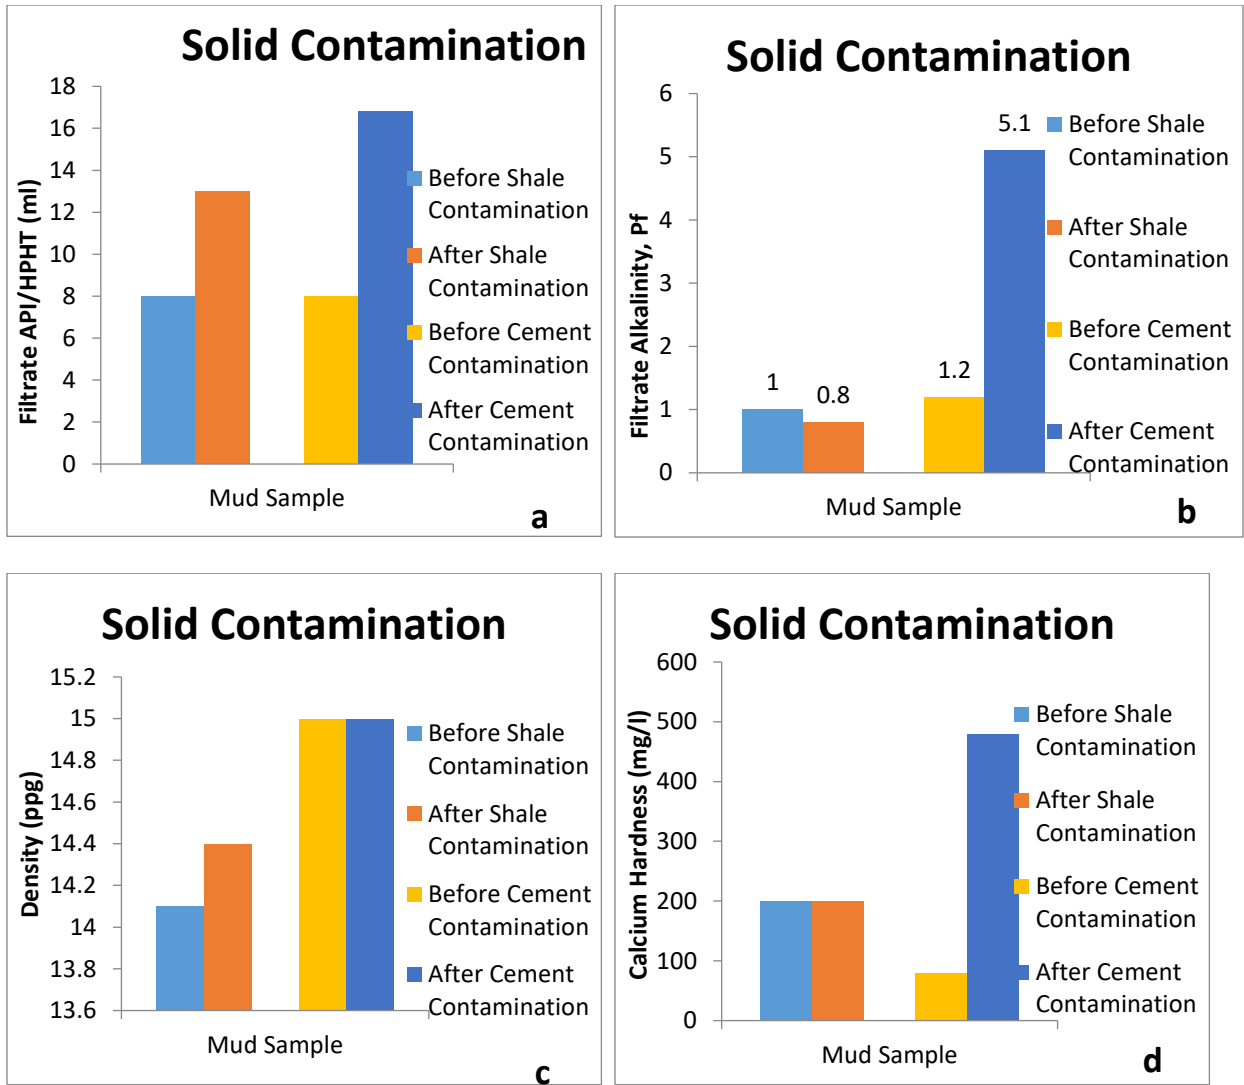 Solid Contamination
18
16
14
12
10
8
6
4
2
0
Filtrate API/HPHT (ml)
Before Shale
Contamination
After Shale
Contamination
Before Cement
Contamination
After Cement
Contamination
Mud Sample
a
Solid Contamination
6
5
4
3
2
1
0
Filtrate Alkalinity, Pf
1
0.8
1.2
5.1
Before Shale
Contamination
After Shale
Contamination
Before Cement
Contamination
After Cement
Contamination
Mud Sample
b
Solid Contamination
15.2
15
14.8
14.6
14.4
14.2
14
13.8
13.6
Density (ppg)
Before Shale
Contamination
After Shale
Contamination
Before Cement
Contamination
After Cement
Contamination
Mud Sample
c
Solid Contamination
600
500
400
300
200
100
0
Calcium Hardness (mg/l)
Before Shale
Contamination
After Shale
Contamination
Before Cement
Contamination
After Cement
Contamination
Mud Sample
d